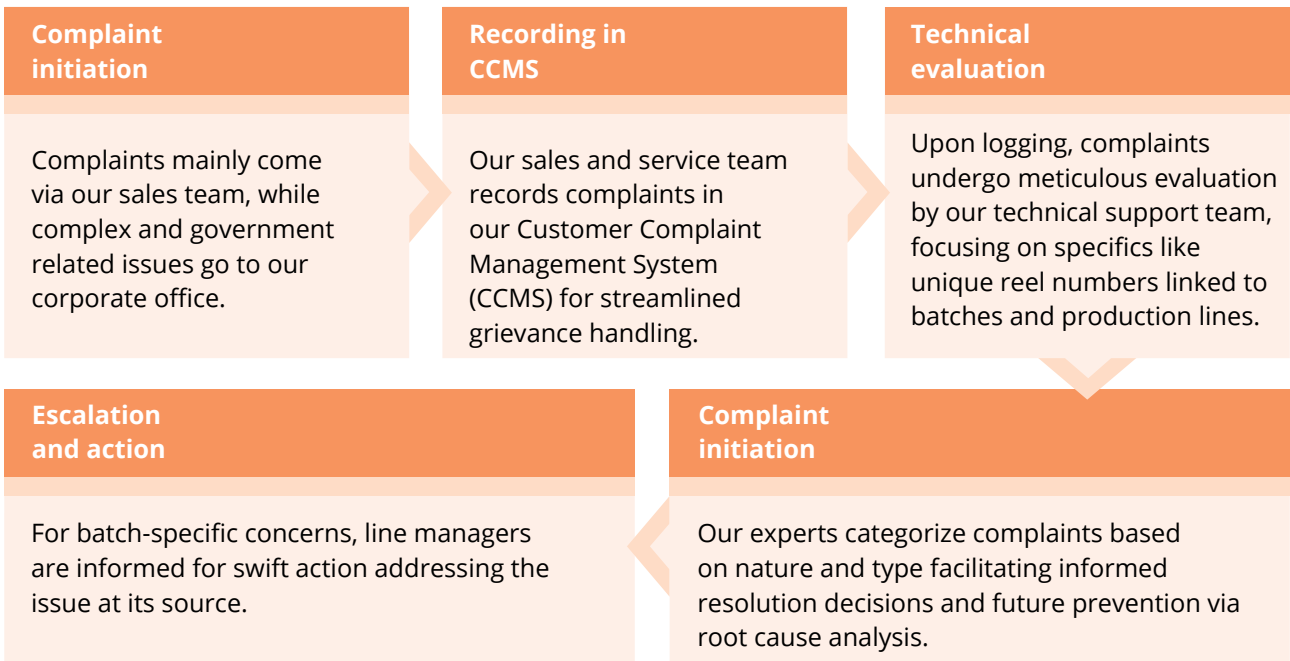 Complaint
initiation
Complaints mainly come
via our sales team, while
complex and government
related issues go to our
corporate office.
Recording in
CCMS
Our sales and service team
records complaints in
our Customer Complaint
Management System
(CCMS) for streamlined
grievance handling.
Technical
evaluation
Upon logging, complaints
undergo meticulous evaluation
by our technical support team,
focusing on specifics like
unique reel numbers linked to
batches and production lines.
Complaint
initiation
Our experts categorize complaints based
on nature and type facilitating informed
resolution decisions and future prevention via
root cause analysis.
Escalation
and action
For batch-specific concerns, line managers
are informed for swift action addressing the
issue at its source.